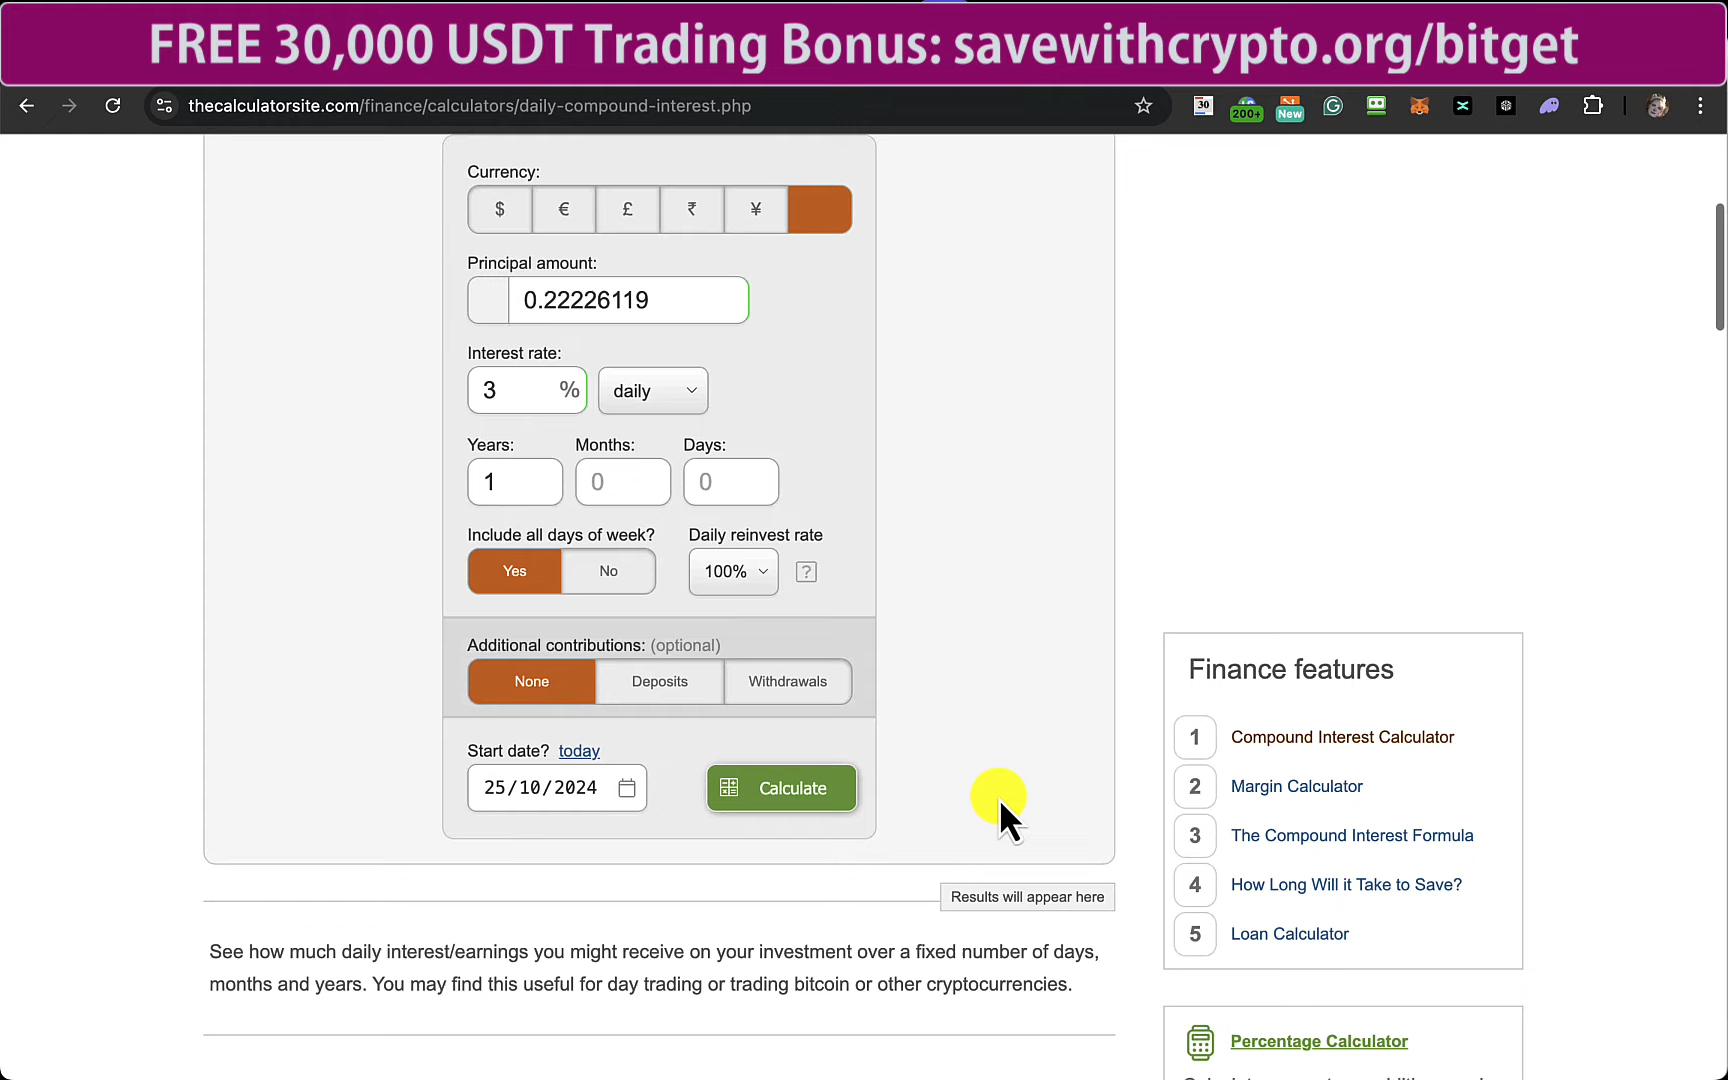 FREE 30,000 USDT Trading Bonus: savewithcrypto.org/bitget
thecalculatorsite.com/finance/calculators/daily-compound-interest.php
30
200+
New
Currency:
$ € £ ₹ ¥
Principal amount:
0.22226119
Interest rate:
3 % daily
Years: Months: Days:
1 0 0
Include all days of week? Daily reinvest rate
Yes No 100% ?
Additional contributions: (optional)
None Deposits Withdrawals
Start date? today
25/10/2024 Calculate
Results will appear here
See how much daily interest/earnings you might receive on your investment over a fixed number of days,
months and years. You may find this useful for day trading or trading bitcoin or other cryptocurrencies.
Finance features
1 Compound Interest Calculator
2 Margin Calculator
3 The Compound Interest Formula
4 How Long Will it Take to Save?
5 Loan Calculator
Percentage Calculator